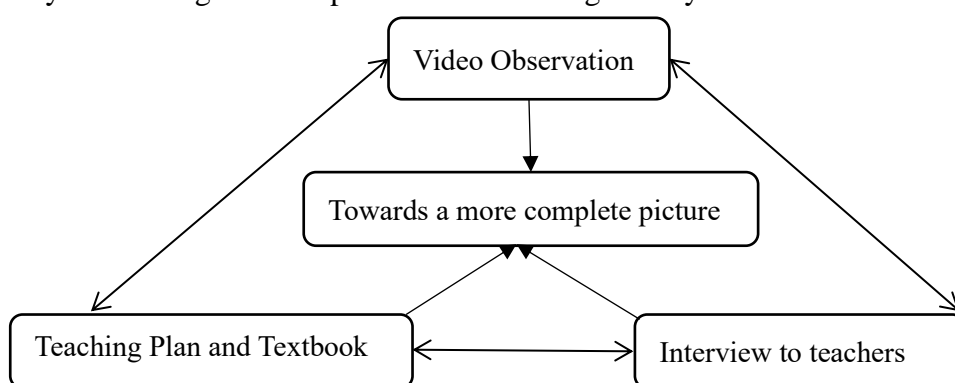 Video Observation
Towards a more complete picture
Teaching Plan and Textbook
Interview to teachers